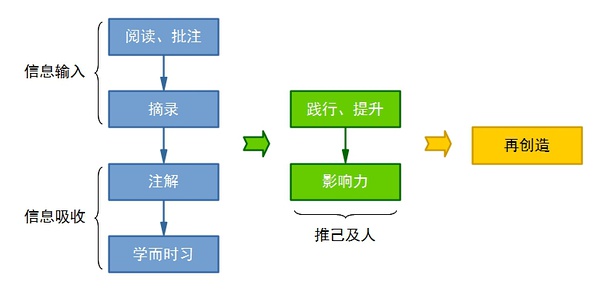 信息输入
阅读、批注
摘录
信息吸收
注解
学而时习
践行、提升
影响力
推己及人
再创造